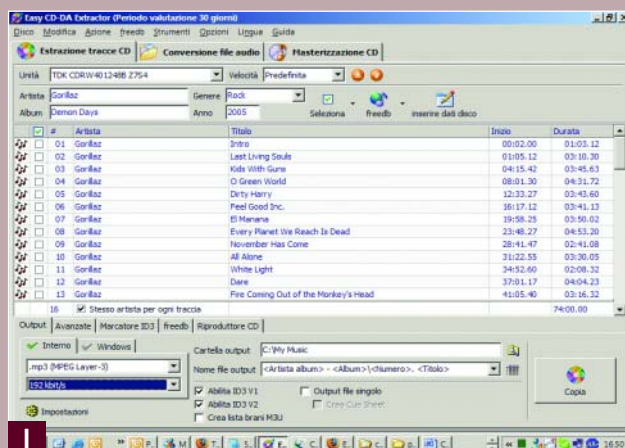 Easy CD-DA Extractor (Periodo valutazione 30 giorni)
Disco Modifica Azione freedb Strumenti Opzioni Lingua Guida
Estrazione tracce CD Conversione file audio Masterizzazione CD
Unità TDK CDRW401248B Z7S4 Velocità Predefinita
Artista Gorillaz Genere Rock
Album Demon Days Anno 2005 Seleziona freedb inserire dati disco
# Artista Titolo Inizio Durata
01 Gorillaz Intro 00:02.00 01:03.12
02 Gorillaz Last Living Souls 01:05.12 03:10.30
03 Gorillaz Kids With Guns 04:15.42 03:45.63
04 Gorillaz O Green World 08:01.30 04:31.72
05 Gorillaz Dirty Harry 12:33.27 03:43.60
06 Gorillaz Feel Good Inc. 16:17.12 03:41.13
07 Gorillaz El Manana 19:58.25 03:50.02
08 Gorillaz Every Planet We Reach Is Dead 23:48.27 04:53.20
09 Gorillaz November Has Come 28:41.47 02:41.08
10 Gorillaz All Alone 31:22.55 03:30.05
11 Gorillaz White Light 34:52.60 02:08.32
12 Gorillaz Dare 37:01.17 04:04.23
13 Gorillaz Fire Coming Out of the Monkey's Head 41:05.40 03:16.32
16 Stesso artista per ogni traccia 74:00.00
Output Avanzate Marcatore ID3 freedb Riproduttore CD
Interno Windows
Cartella output C:\My Music
.mp3 (MPEG Layer-3)
Nome file output <Artista album> - <Album>\<Numero>. <Titolo>
192 kbit/s
Abilita ID3 V1 Output file singolo
Impostazioni
Abilita ID3 V2 Crea Cue Sheet
Crea lista brani M3U
Copia
L
16.50